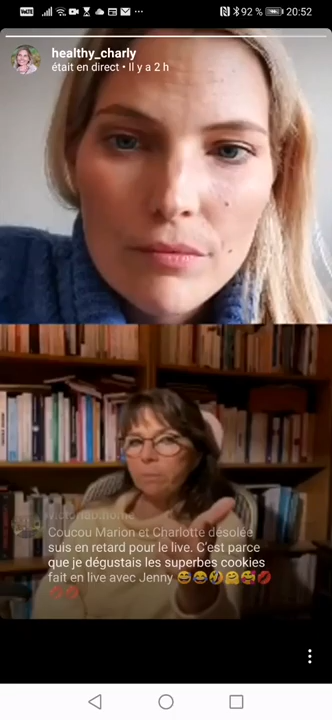 92 % 20:52
healthy_charly
était en direct • Il y a 2 h
Coucou Marion et Charlotte désolée
suis en retard pour le live. C'est parce
que je dégustais les superbes cookies
fait en live avec Jenny 😅😂🤣🤗🥰💋
💋💋